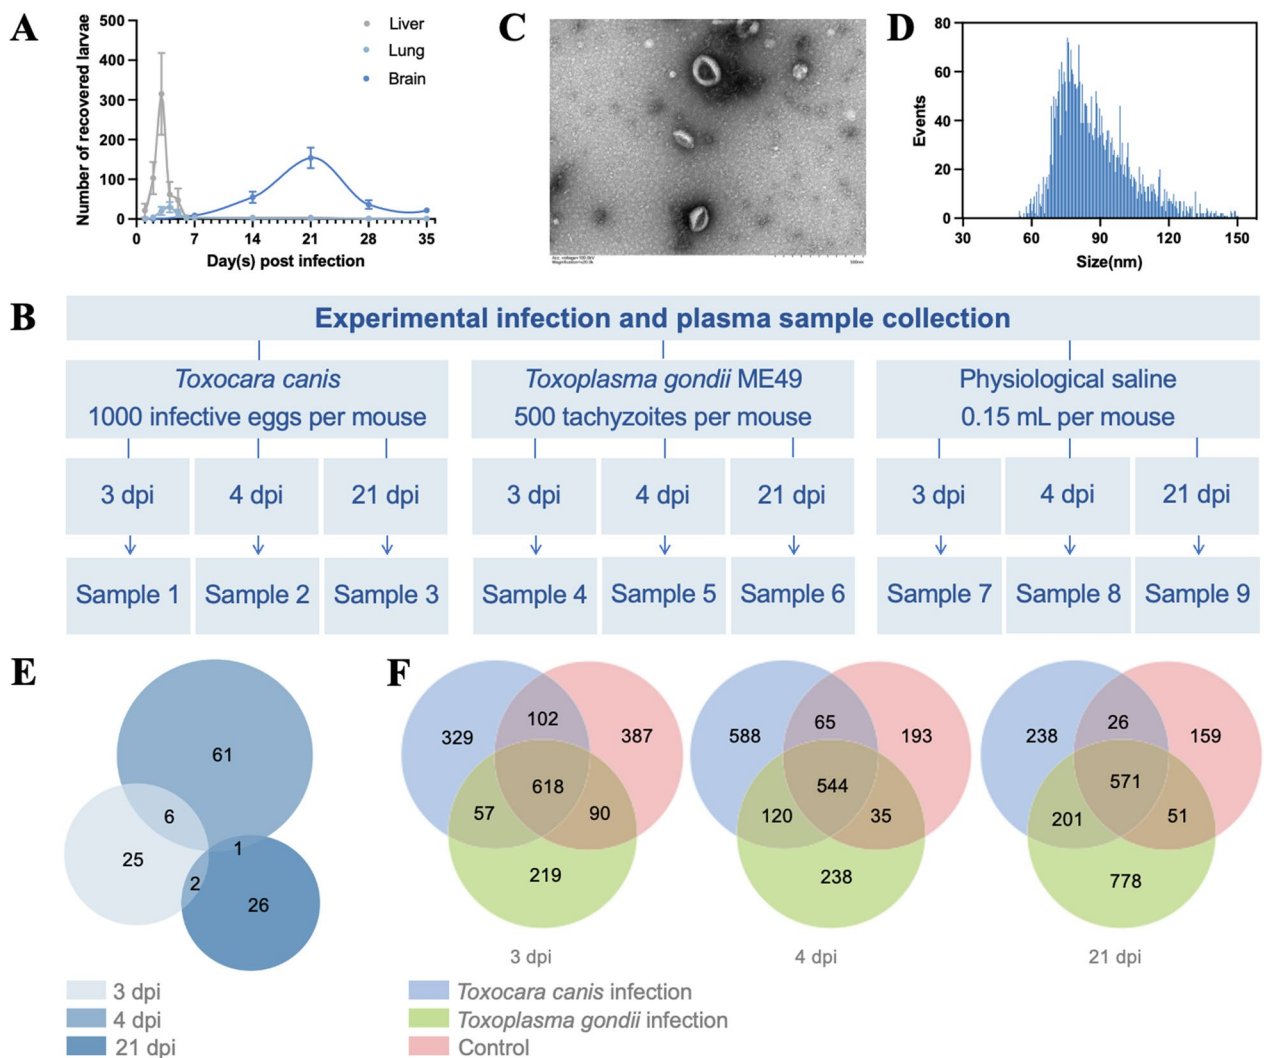 A
Number of recovered larvae
500
400
300
200
100
0
0 7 14 21 28 35
Day(s) post infection
Liver
Lung
Brain
C
D
Events
80
60
40
20
0
30 60 90 120 150
Size(nm)
B
Experimental infection and plasma sample collection
Toxocara canis
1000 infective eggs per mouse
Toxoplasma gondii ME49
500 tachyzoites per mouse
Physiological saline
0.15 mL per mouse
3 dpi 4 dpi 21 dpi 3 dpi 4 dpi 21 dpi 3 dpi 4 dpi 21 dpi
Sample 1 Sample 2 Sample 3 Sample 4 Sample 5 Sample 6 Sample 7 Sample 8 Sample 9
E
61
6
25
1
2
26
3 dpi
4 dpi
21 dpi
F
329 102 387
618
57 90
219
3 dpi
588 65 193
544
120 35
238
4 dpi
238 26 159
571
201 51
778
21 dpi
Toxocara canis infection
Toxoplasma gondii infection
Control